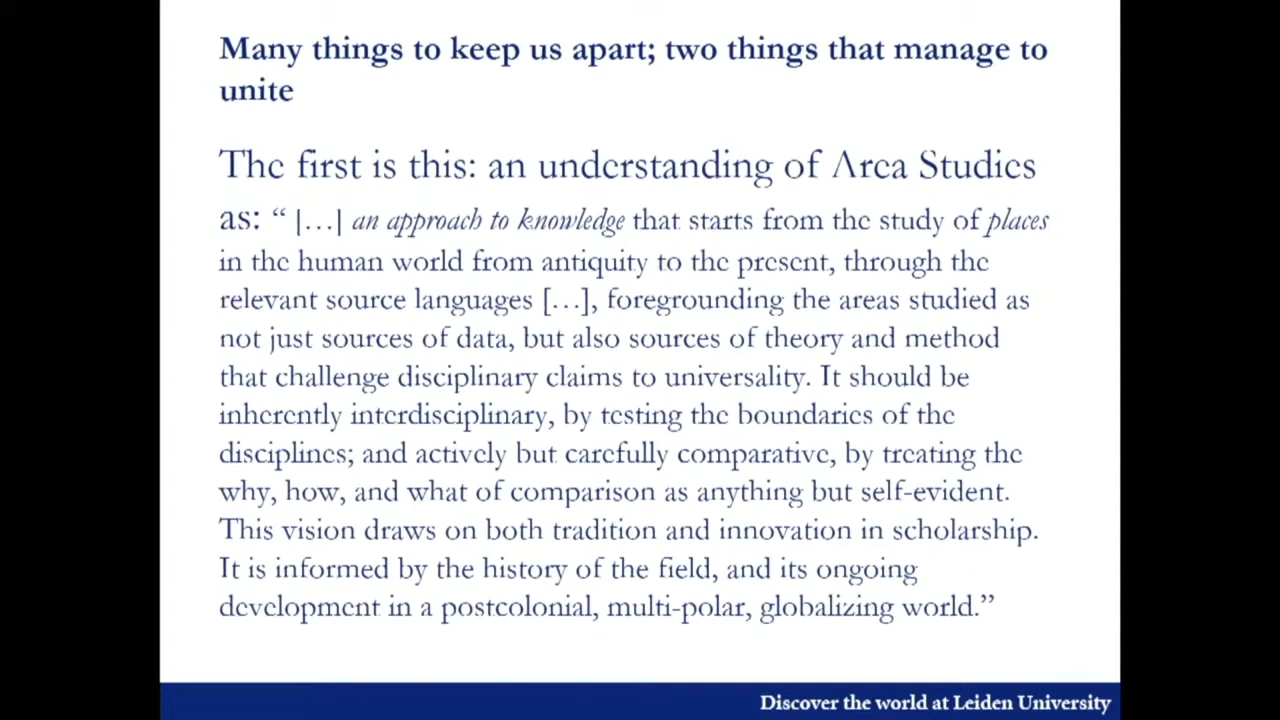 Many things to keep us apart; two things that manage to
unite
The first is this: an understanding of Area Studies
as: “ […] an approach to knowledge that starts from the study of places
in the human world from antiquity to the present, through the
relevant source languages […], foregrounding the areas studied as
not just sources of data, but also sources of theory and method
that challenge disciplinary claims to universality. It should be
inherently interdisciplinary, by testing the boundaries of the
disciplines; and actively but carefully comparative, by treating the
why, how, and what of comparison as anything but self-evident.
This vision draws on both tradition and innovation in scholarship.
It is informed by the history of the field, and its ongoing
development in a postcolonial, multi-polar, globalizing world.”
Discover the world at Leiden University